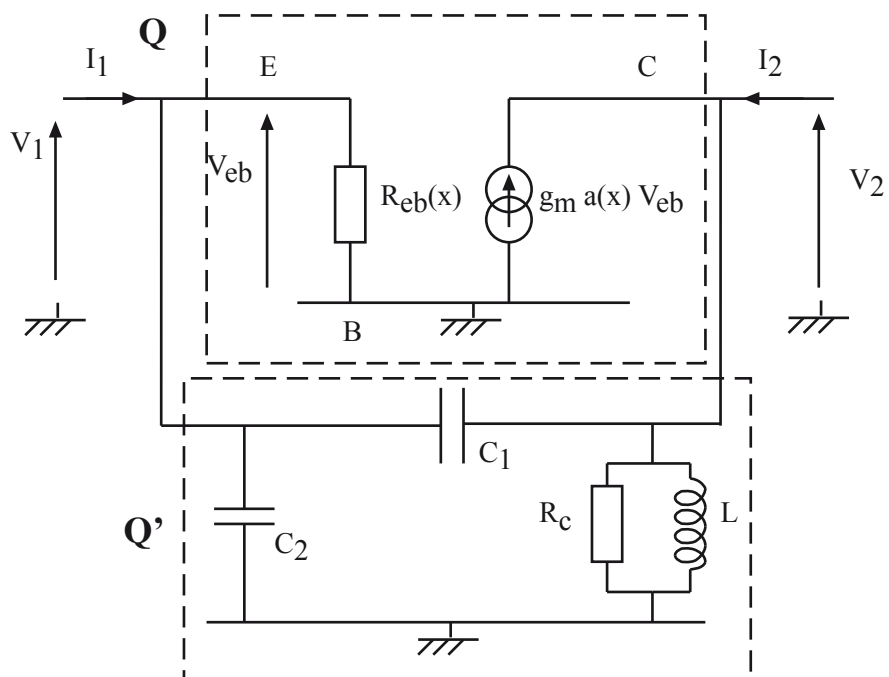 Q
I1
E
C
I2
V1
Veb
Reb(x)
gm a(x) Veb
V2
B
C1
Q’
C2
Rc
L